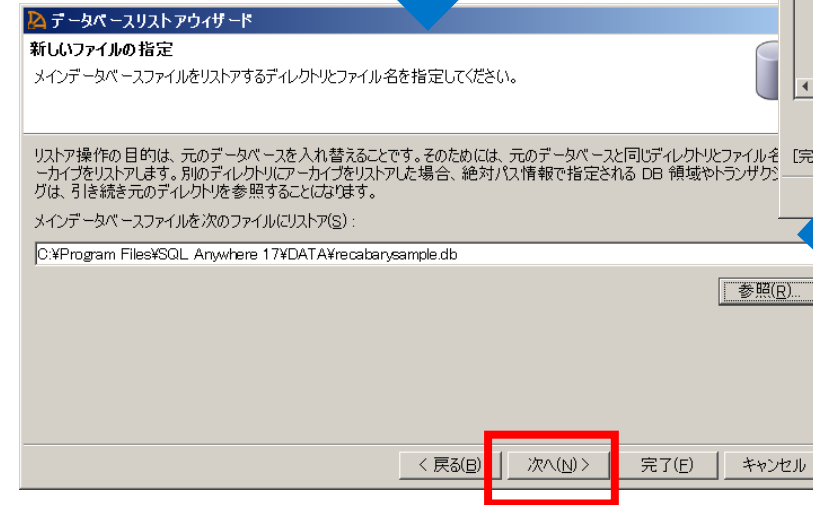 データベースリストアウィザード
新しいファイルの指定
メインデータベースファイルをリストアするディレクトリとファイル名を指定してください。
リストア操作の目的は、元のデータベースを入れ替えることです。そのためには、元のデータベースと同じディレクトリとファイル名
ーカイブをリストアします。別のディレクトリにアーカイブをリストアした場合、絶対パス情報で指定される DB 領域やトランザクシ
グは、引き続き元のディレクトリを参照することになります。
[完
メインデータベースファイルを次のファイルにリストア(S) :
C:¥Program Files¥SQL Anywhere 17¥DATA¥recabarysample.db
参照(R)...
< 戻る(B)
次へ(N) >
完了(F)
キャンセル